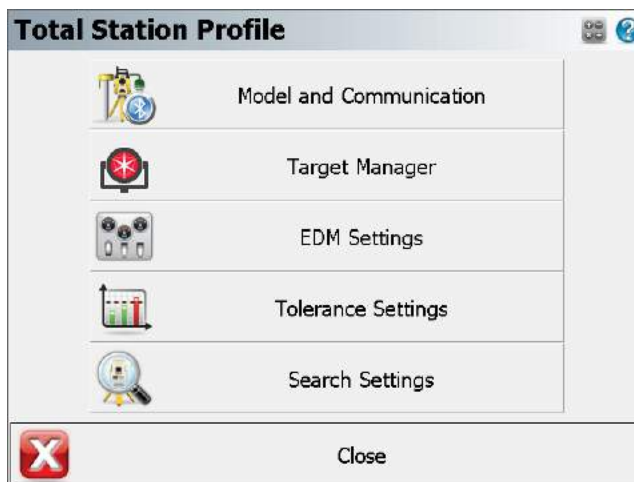 Total Station Profile
Model and Communication
Target Manager
EDM Settings
Tolerance Settings
Search Settings
Close